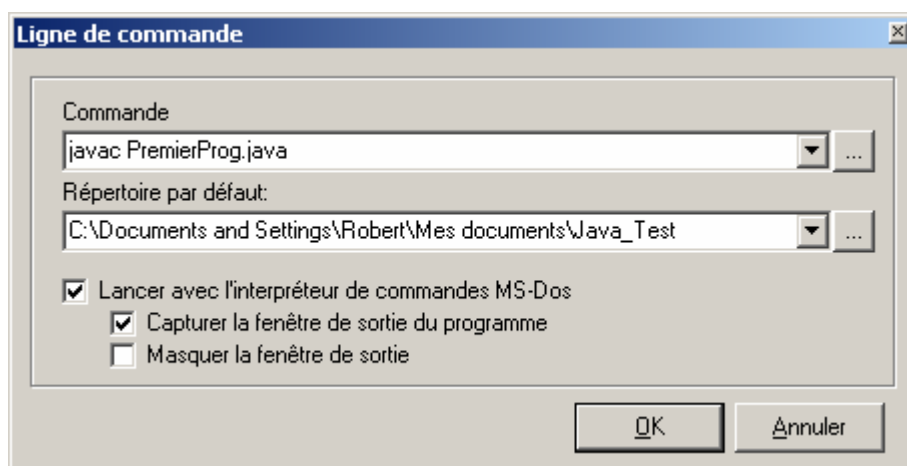 Ligne de commande
Commande
javac PremierProg.java
...
Répertoire par défaut:
C:\Documents and Settings\Robert\Mes documents\Java_Test
...
Lancer avec l'interpréteur de commandes MS-Dos
Capturer la fenêtre de sortie du programme
Masquer la fenêtre de sortie
OK
Annuler